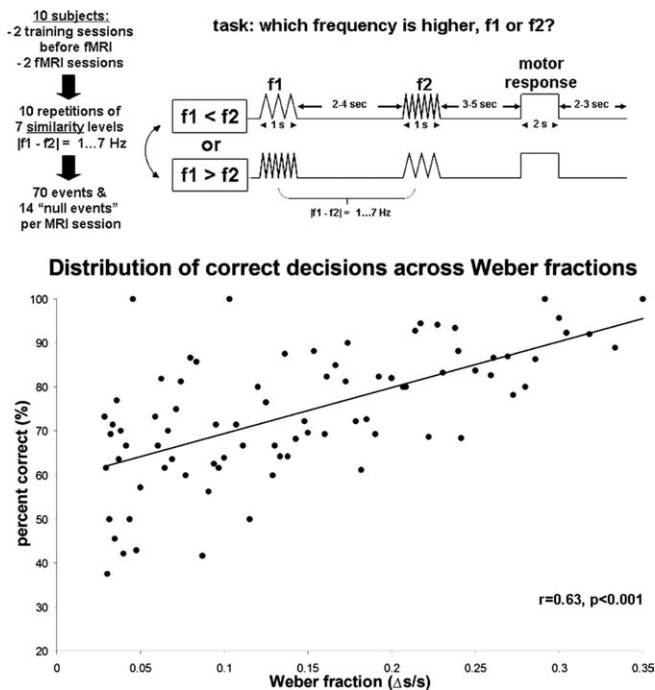 10 subjects:
- 2 training sessions
before fMRI
- 2 fMRI sessions
10 repetitions of
7 similarity levels
|f1 - f2| = 1...7 Hz
70 events &
14 “null events”
per MRI session
task: which frequency is higher, f1 or f2?
f1
f2
motor
response
f1 < f2
2-4 sec
3-5 sec
2-3 sec
1 s
1 s
2 s
or
f1 > f2
|f1 - f2| = 1...7 Hz
Distribution of correct decisions across Weber fractions
percent correct (%)
100
90
80
70
60
50
40
30
20
r=0.63, p<0.001
0 0.05 0.1 0.15 0.2 0.25 0.3 0.35
Weber fraction (Δs/s)